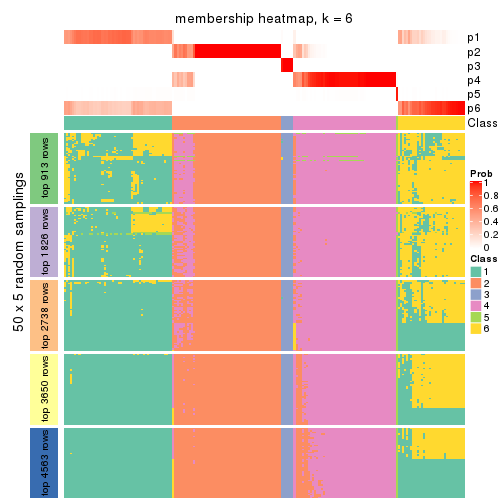 membership heatmap, k = 6
p1
p2
p3
p4
p5
p6
Class
50 x 5 random samplings
top 913 rows
top 1826 rows
top 2738 rows
top 3650 rows
top 4563 rows
Prob
1
0.8
0.6
0.4
0.2
0
Class
1
2
3
4
5
6